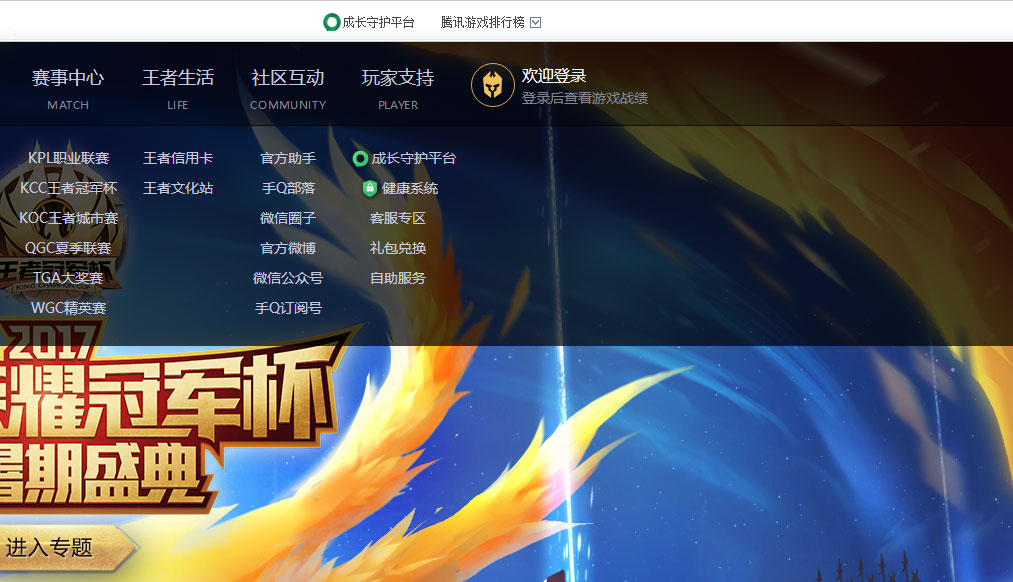 成长守护平台 腾讯游戏排行榜
赛事中心 王者生活 社区互动 玩家支持 欢迎登录
MATCH LIFE COMMUNITY PLAYER 登录后查看游戏战绩
KPL职业联赛 王者信用卡 官方助手 成长守护平台
KCC王者冠军杯 王者文化站 手Q部落 健康系统
KOC王者城市赛 微信圈子 客服专区
QGC夏季联赛 官方微博 礼包兑换
TGA大奖赛 微信公众号 自助服务
WGC精英赛 手Q订阅号
王者冠军杯
2017
荣耀冠军杯
暑期盛典
进入专题